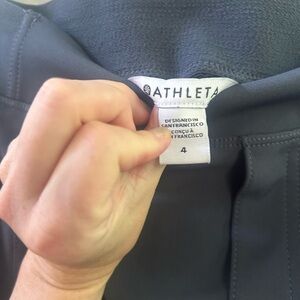 ATHLETA
DESIGNED IN
SAN FRANCISCO
CONÇU À
FRANCISCO
4